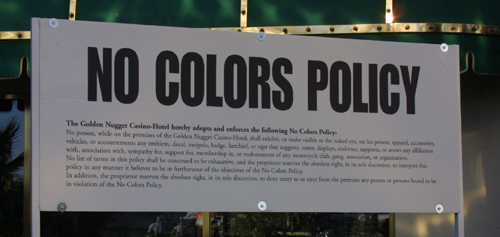 NO COLORS POLICY
The Golden Nugget Casino-Hotel hereby adopts and enforces the following No Colors Policy:
No person, while on the premises of the Golden Nugget Casino-Hotel, shall exhibit, or make visible to the naked eye, on his person, apparel, accessories,
vehicles, or accoutrements any emblem, decal, insignia, badge, kerchief, or sign that suggests, states, displays, endorses, supports, or shows any affiliation
with, association with, sympathy for, support for, membership in, or endorsement of any motorcycle club, gang, association, or organization.
No list of terms in this policy shall be construed to be exhaustive, and the proprietor reserves the absolute right, in its sole discretion, to interpret this
policy in any manner it believes to be in furtherance of the objectives of the No Colors Policy.
In addition, the proprietor reserves the absolute right, in its sole discretion, to deny entry to or eject from the premises any person or persons found to be
in violation of the No Colors Policy.